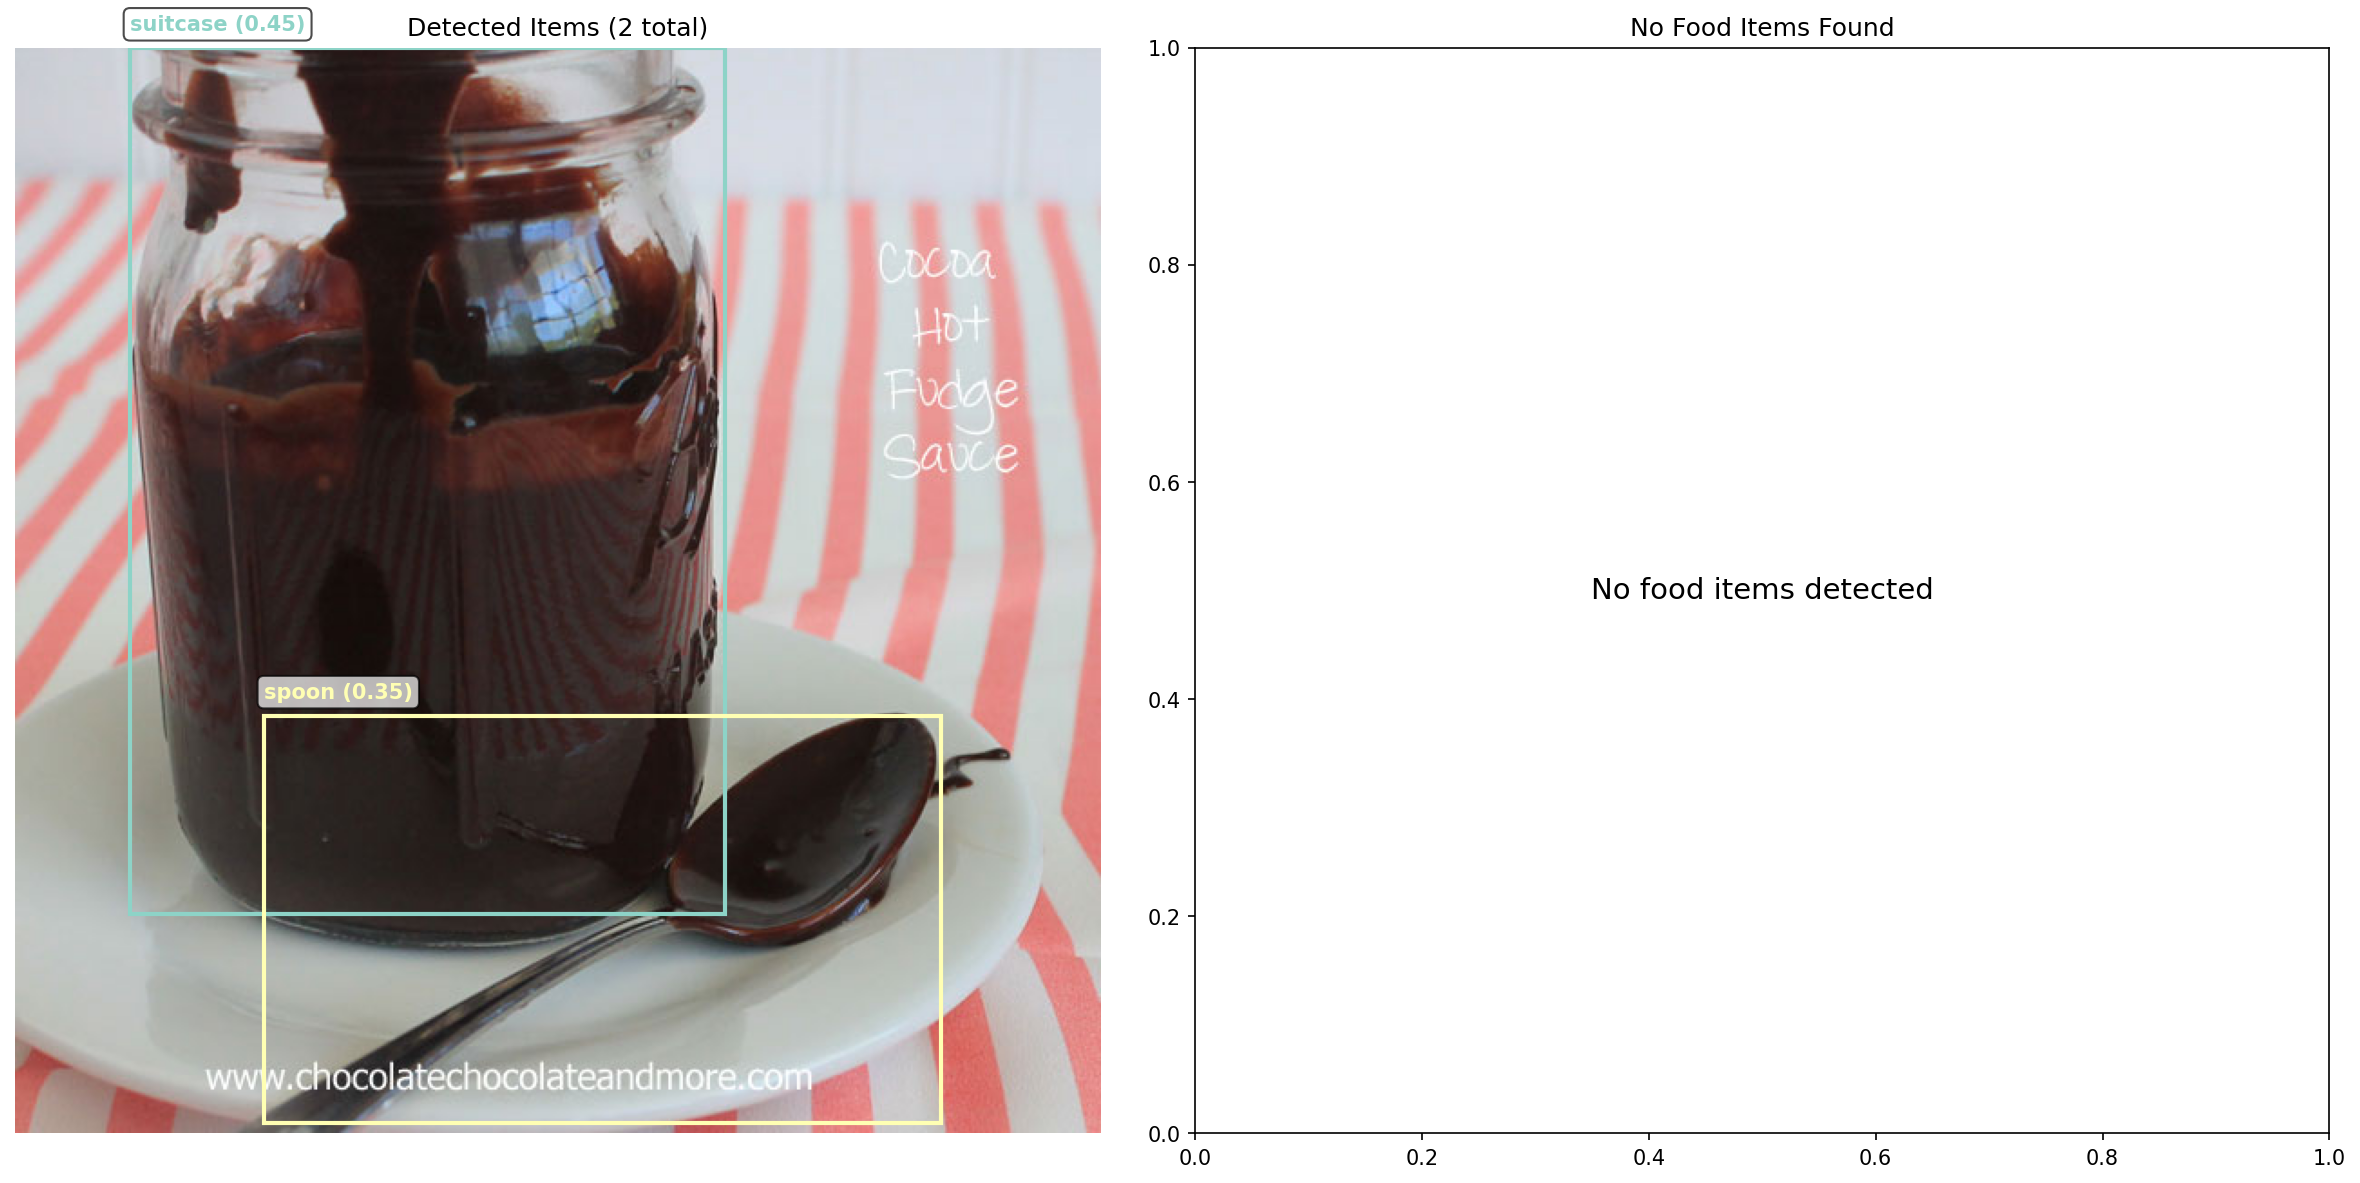 suitcase (0.45)
Detected Items (2 total)
Cocoa
Hot
Fudge
Sauce
spoon (0.35)
www.chocolatechocolateandmore.com
No Food Items Found
1.0
0.8
0.6
0.4
0.2
0.0
No food items detected
0.0 0.2 0.4 0.6 0.8 1.0